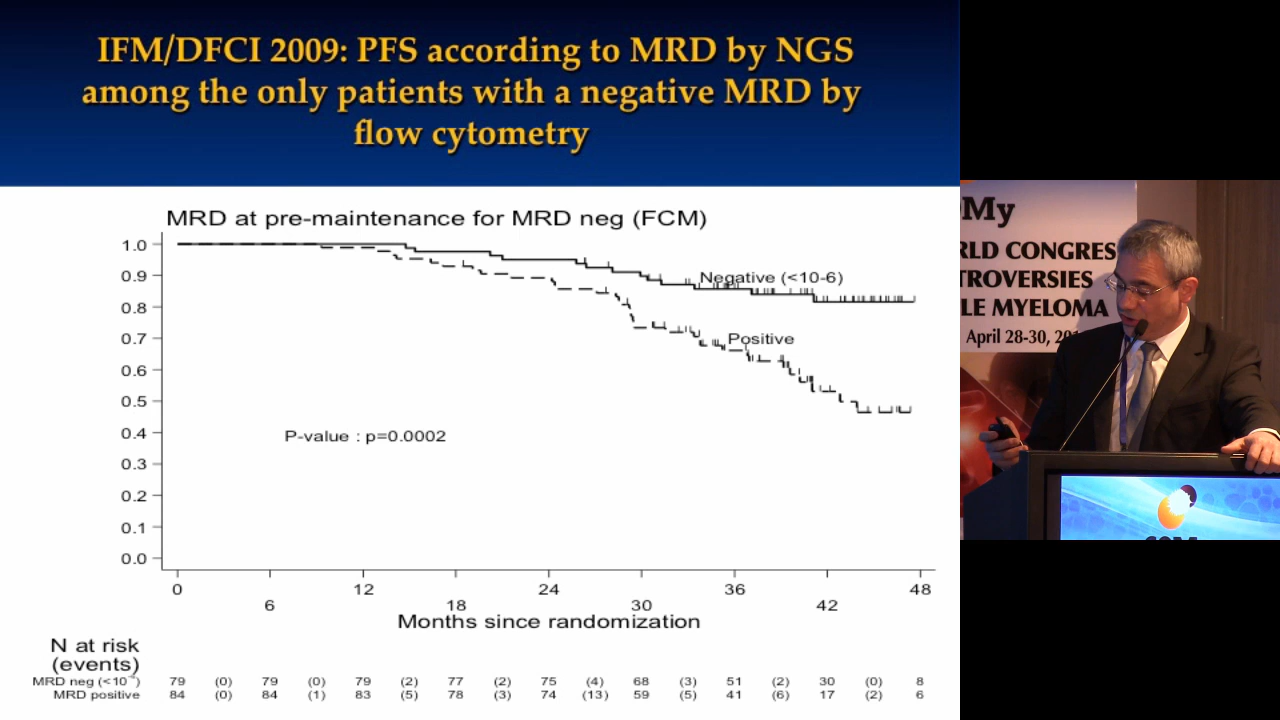 IFM/DFCI 2009: PFS according to MRD by NGS
among the only patients with a negative MRD by
flow cytometry
MRD at pre-maintenance for MRD neg (FCM)
1.0
0.9
0.8
0.7
0.6
0.5
0.4
0.3
0.2
0.1
0.0
Negative (<10-6)
Positive
P-value : p=0.0002
0 6 12 18 24 30 36 42 48
Months since randomization
N at risk
(events)
MRD neg (<10 ) 79 (0) 79 (0) 79 (2) 77 (2) 75 (4) 68 (3) 51 (2) 30 (0) 8
MRD positive 84 (0) 84 (1) 83 (5) 78 (3) 74 (13) 59 (5) 41 (6) 17 (2) 6
My
RLD CONGRES
TROVERSIES
LE MYELOMA
April 28-30, 20